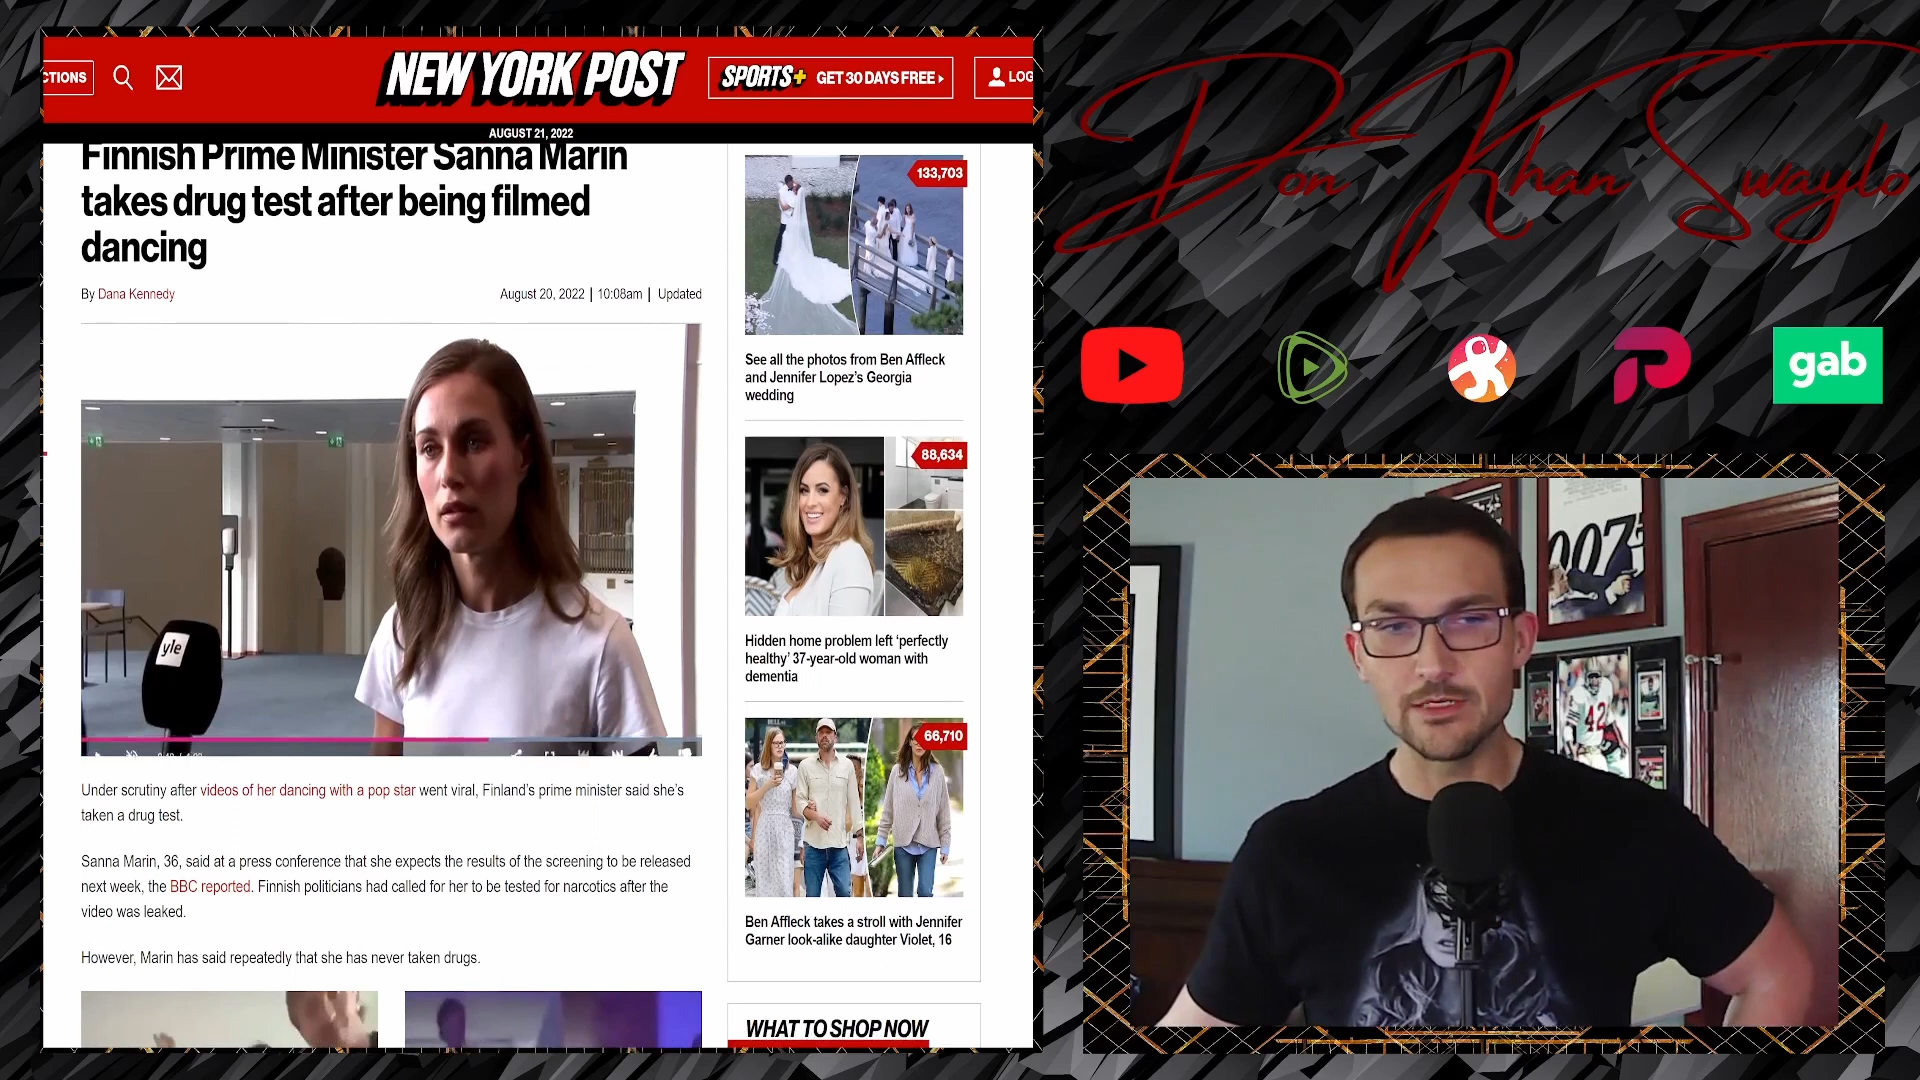 CTIONS
NEW YORK POST
SPORTS+ GET 30 DAYS FREE
LOG
AUGUST 21, 2022
Finnish Prime Minister Sanna Marin
takes drug test after being filmed
dancing
By Dana Kennedy
August 20, 2022 | 10:08am | Updated
yle
Under scrutiny after videos of her dancing with a pop star went viral, Finland's prime minister said she's
taken a drug test.
Sanna Marin, 36, said at a press conference that she expects the results of the screening to be released
next week, the BBC reported. Finnish politicians had called for her to be tested for narcotics after the
video was leaked.
However, Marin has said repeatedly that she has never taken drugs.
133,703
See all the photos from Ben Affleck
and Jennifer Lopez's Georgia
wedding
88,634
Hidden home problem left ‘perfectly
healthy’ 37-year-old woman with
dementia
66,710
Ben Affleck takes a stroll with Jennifer
Garner look-alike daughter Violet, 16
WHAT TO SHOP NOW
Don Khan Swaylo
gab
007
42